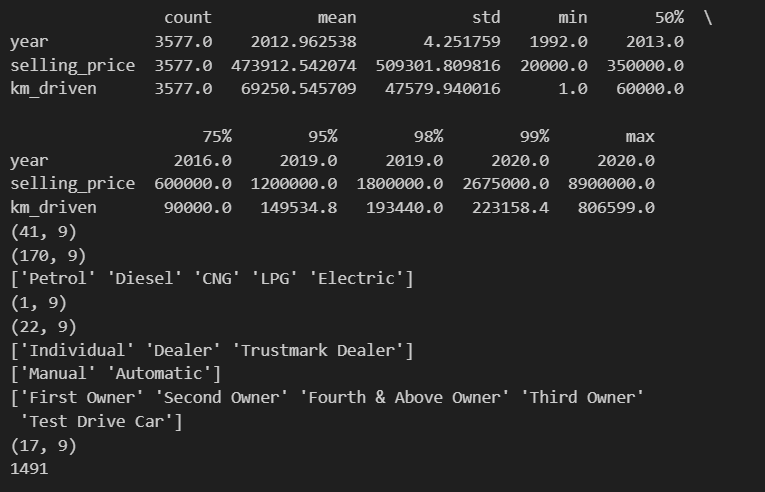 count mean std min 50% \
year 3577.0 2012.962538 4.251759 1992.0 2013.0
selling_price 3577.0 473912.542074 509301.809816 20000.0 350000.0
km_driven 3577.0 69250.545709 47579.940016 1.0 60000.0
75% 95% 98% 99% max
year 2016.0 2019.0 2019.0 2020.0 2020.0
selling_price 600000.0 1200000.0 1800000.0 2675000.0 8900000.0
km_driven 90000.0 149534.8 193440.0 223158.4 806599.0
(41, 9)
(170, 9)
['Petrol' 'Diesel' 'CNG' 'LPG' 'Electric']
(1, 9)
(22, 9)
['Individual' 'Dealer' 'Trustmark Dealer']
['Manual' 'Automatic']
['First Owner' 'Second Owner' 'Fourth & Above Owner' 'Third Owner'
'Test Drive Car']
(17, 9)
1491